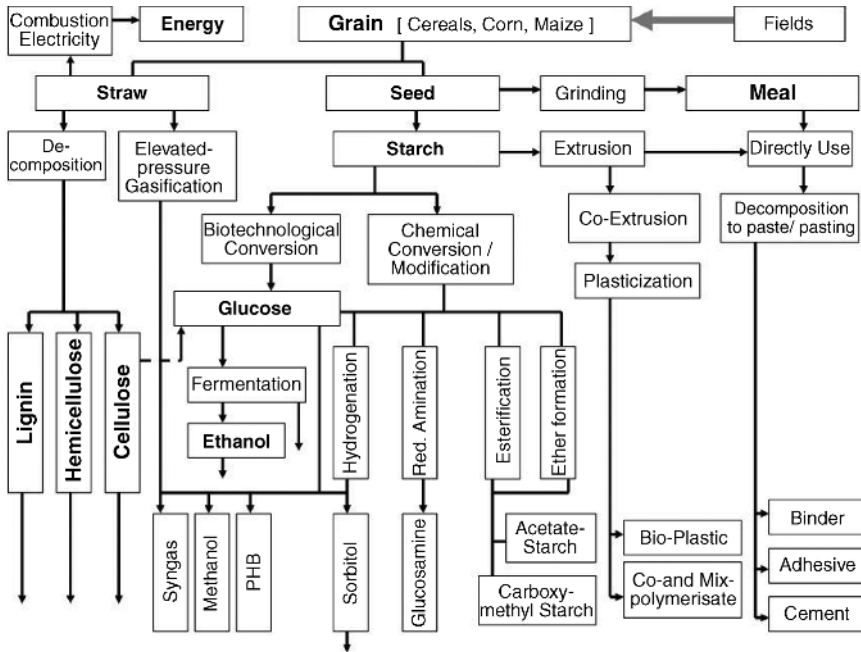 Combustion
Electricity
Energy
Grain [ Cereals, Corn, Maize ]
Fields
Straw
Seed
Grinding
Meal
De-
composition
Elevated-
pressure
Gasification
Starch
Extrusion
Directly Use
Biotechnological
Conversion
Chemical
Conversion /
Modification
Co-Extrusion
Decomposition
to paste/ pasting
Plasticization
Glucose
Lignin
Hemicellulose
Cellulose
Fermentation
Ethanol
Hydrogenation
Red. Amination
Esterification
Ether formation
Syngas
Methanol
PHB
Sorbitol
Glucosamine
Acetate-
Starch
Carboxy-
methyl Starch
Bio-Plastic
Co-and Mix-
polymerisate
Binder
Adhesive
Cement